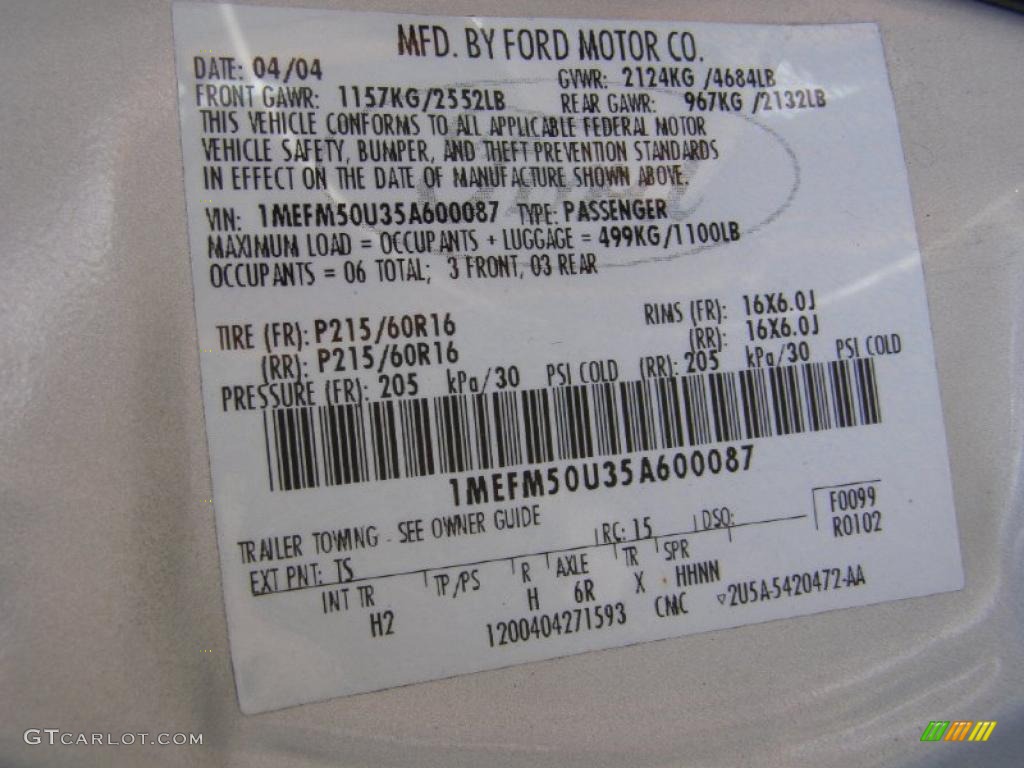 MFD. BY FORD MOTOR CO.
DATE: 04/04 GVWR: 2124KG /4684LB
FRONT GAWR: 1157KG/2552LB REAR GAWR: 967KG /2132LB
THIS VEHICLE CONFORMS TO ALL APPLICABLE FEDERAL MOTOR
VEHICLE SAFETY, BUMPER, AND THEFT PREVENTION STANDARDS
IN EFFECT ON THE DATE OF MANUFACTURE SHOWN ABOVE.
VIN: 1MEFM50U35A600087 TYPE: PASSENGER
MAXIMUM LOAD = OCCUPANTS + LUGGAGE = 499KG/1100LB
OCCUPANTS = 06 TOTAL; 3 FRONT, 03 REAR
TIRE (FR): P215/60R16 RIMS (FR): 16X6.0J
(RR): P215/60R16 (RR): 16X6.0J
PRESSURE (FR): 205 kPa/30 PSI COLD (RR): 205 kPa/30 PSI COLD
1MEFM50U35A600087
TRAILER TOWING - SEE OWNER GUIDE F0099
EXT PNT: TS RC: 15 DSO: R0102
INT TR TP/PS R AXLE TR SPR
H2 H 6R X HHNN
1200404271593 CMC ▽2U5A-5420472-AA
GTCARLOT.COM